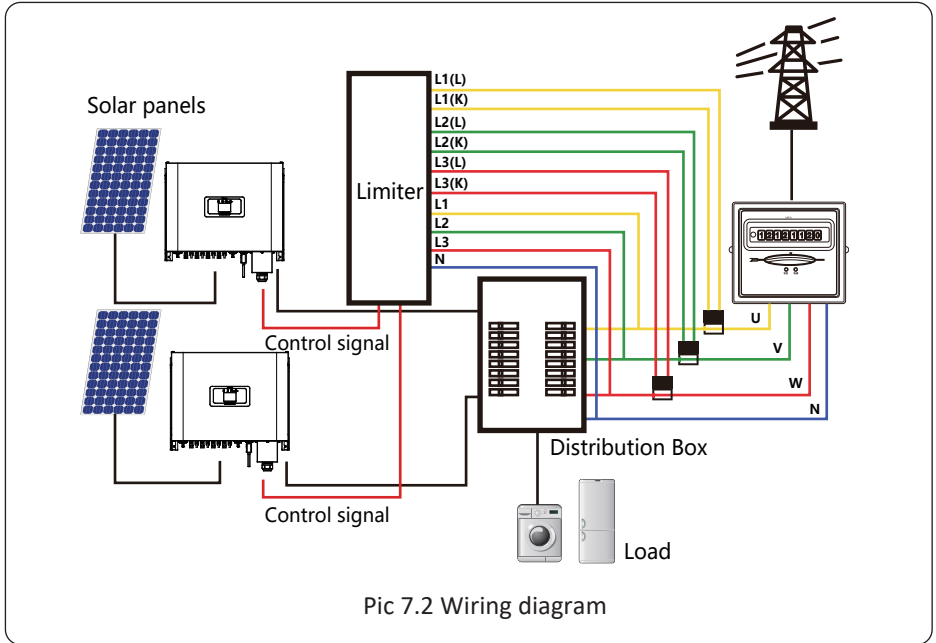 Solar panels
Limiter
L1(L)
L1(K)
L2(L)
L2(K)
L3(L)
L3(K)
L1
L2
L3
N
12121120
U
V
W
N
Control signal
Distribution Box
Control signal
Load
Pic 7.2 Wiring diagram